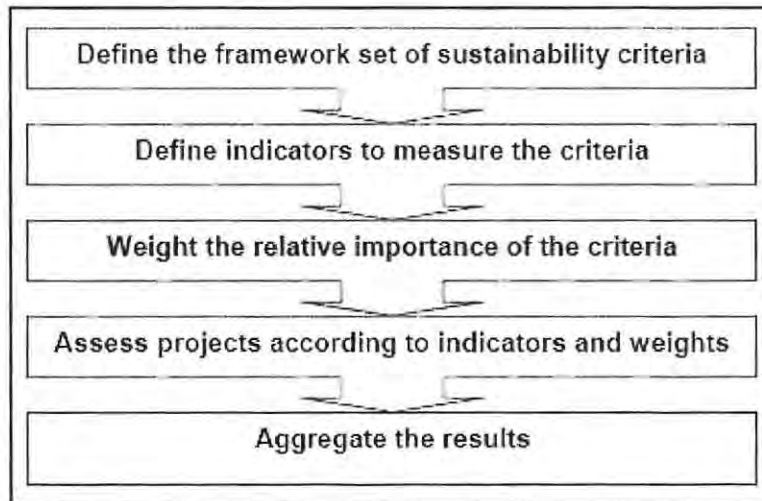 Define the framework set of sustainability criteria
Define indicators to measure the criteria
Weight the relative importance of the criteria
Assess projects according to indicators and weights
Aggregate the results